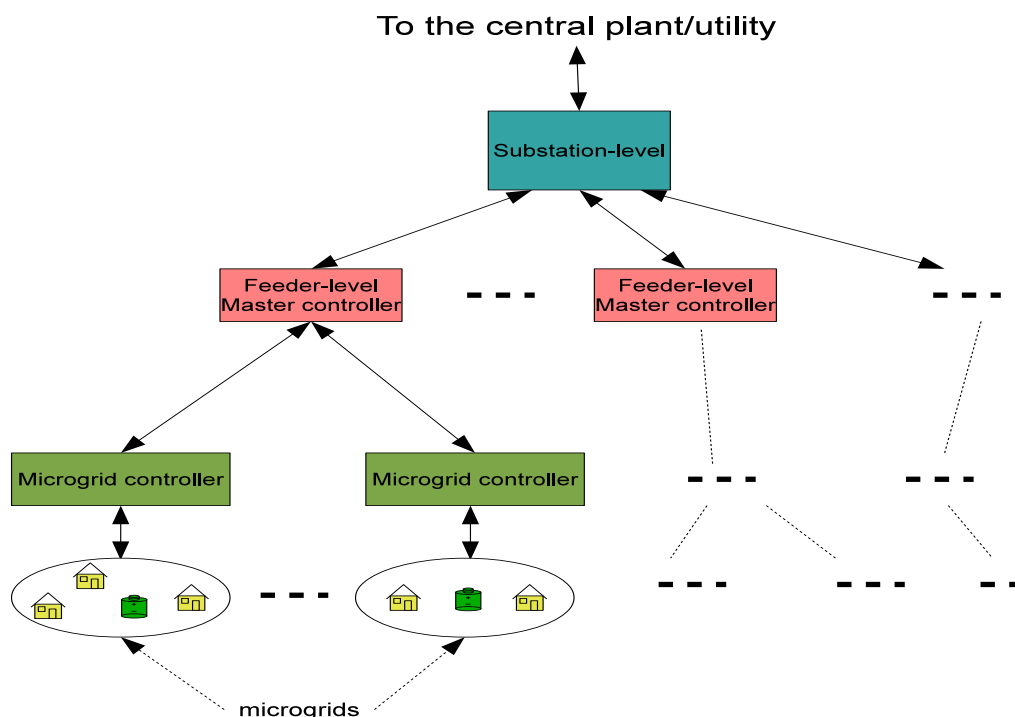 To the central plant/utility
Substation-level
Feeder-level
Master controller
Feeder-level
Master controller
Microgrid controller
Microgrid controller
microgrids